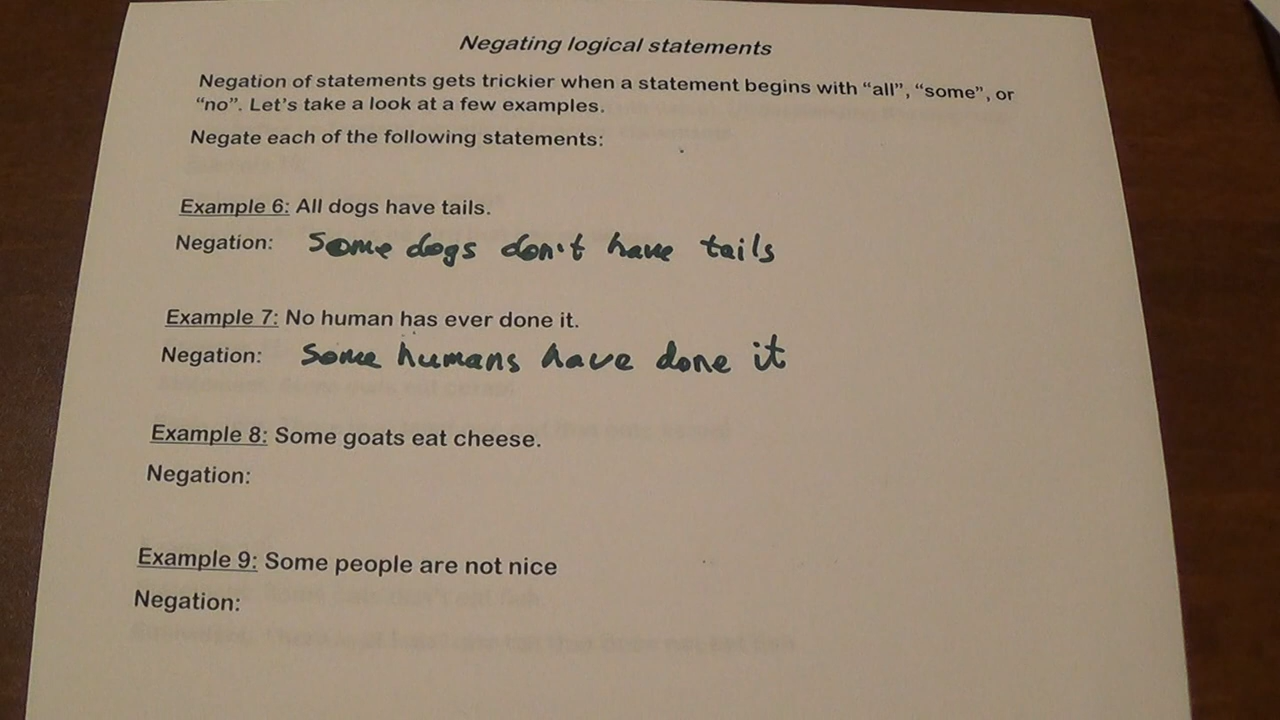 Negating logical statements
Negation of statements gets trickier when a statement begins with “all”, “some”, or
“no”. Let’s take a look at a few examples.
Negate each of the following statements:
Example 6: All dogs have tails.
Negation: Some dogs don't have tails
Example 7: No human has ever done it.
Negation: Some humans have done it
Example 8: Some goats eat cheese.
Negation:
Example 9: Some people are not nice
Negation: